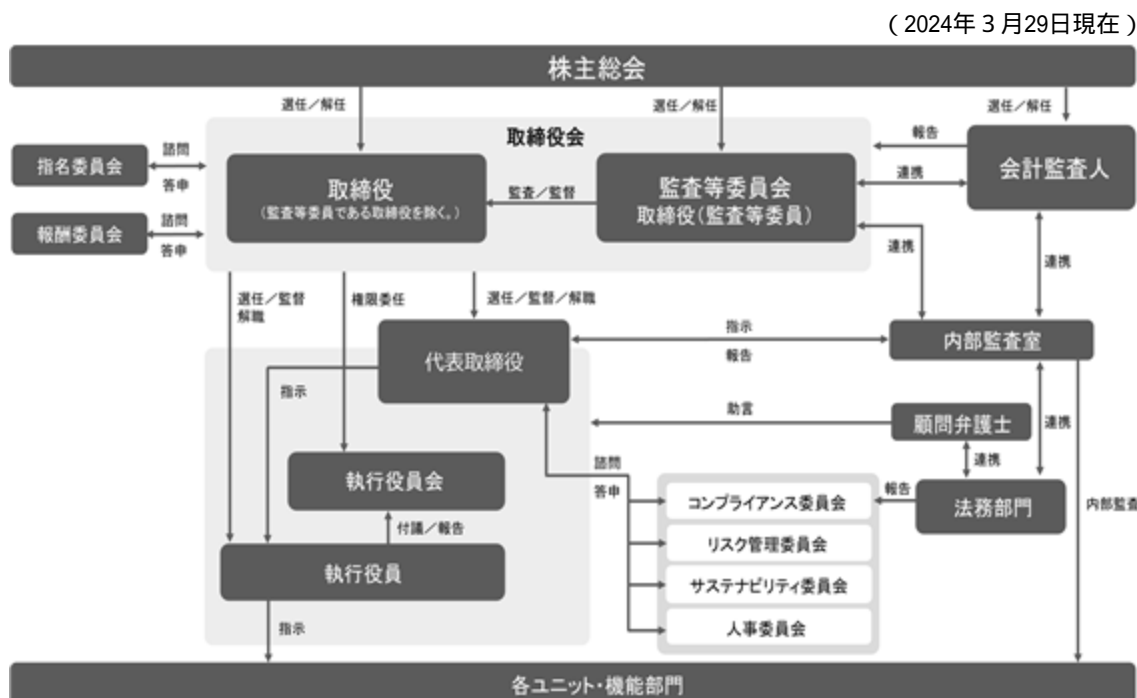 （2024年３月29日現在）
株主総会
選任／解任
選任／解任
選任／解任
取締役会
指名委員会
諮問
答申
報酬委員会
諮問
答申
取締役
（監査等委員である取締役を除く。）
監査／監督
監査等委員会
取締役（監査等委員）
報告
連携
会計監査人
連携
連携
選任／監督
解職
権限委任
選任／監督／解職
代表取締役
指示
報告
内部監査室
指示
助言
顧問弁護士
連携
連携
執行役員会
諮問
答申
コンプライアンス委員会
報告
法務部門
内部監査
付議／報告
リスク管理委員会
執行役員
サステナビリティ委員会
指示
人事委員会
各ユニット・機能部門